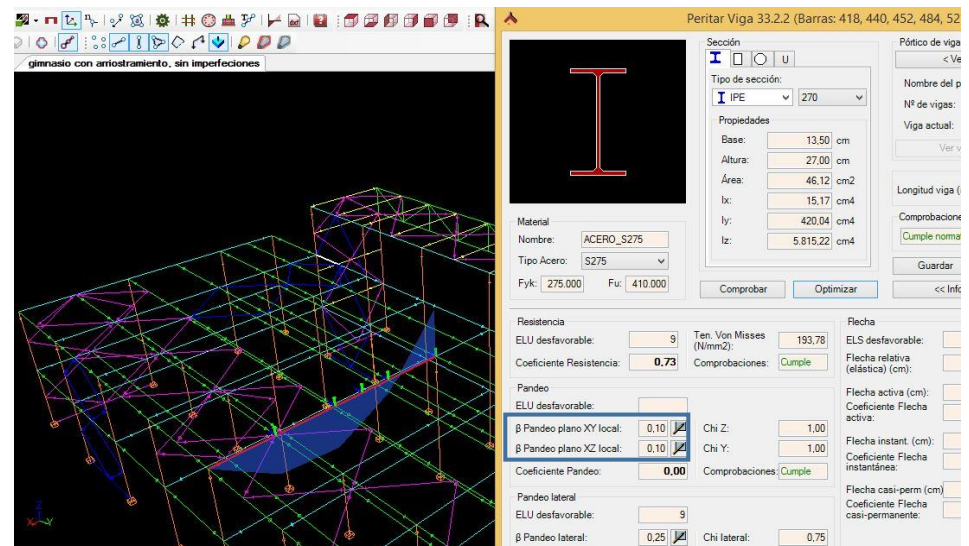 Peritar Viga 33.2.2 (Barras: 418, 440, 452, 484, 52
gimnasio con arriostramiento, sin imperfeciones
Sección
U
Tipo de sección:
I IPE 270
Propiedades
Base: 13,50 cm
Altura: 27,00 cm
Área: 46,12 cm2
Ix: 15,17 cm4
Iy: 420,04 cm4
Iz: 5.815,22 cm4
Comprobar Optimizar
Pórtico de viga
< Ve
Nombre del p
Nº de vigas:
Viga actual:
Ver v
Longitud viga (
Comprobacione
Cumple normat
Guardar
<< Info
Material
Nombre: ACERO_S275
Tipo Acero: S275
Fyk: 275.000 Fu: 410.000
Resistencia
ELU desfavorable: 9 Ten. Von Misses (N/mm2): 193,78
Coeficiente Resistencia: 0,73 Comprobaciones: Cumple
Pandeo
ELU desfavorable:
β Pandeo plano XY local: 0,10 Chi Z: 1,00
β Pandeo plano XZ local: 0,10 Chi Y: 1,00
Coeficiente Pandeo: 0,00 Comprobaciones: Cumple
Pandeo lateral
ELU desfavorable: 9
β Pandeo lateral: 0,25 Chi lateral: 0,75
Flecha
ELS desfavorable:
Flecha relativa
(elástica) (cm):
Flecha activa (cm):
Coeficiente Flecha
activa:
Flecha instant. (cm):
Coeficiente Flecha
instantánea:
Flecha casi-perm (cm)
Coeficiente Flecha
casi-permanente:
Z
X Y